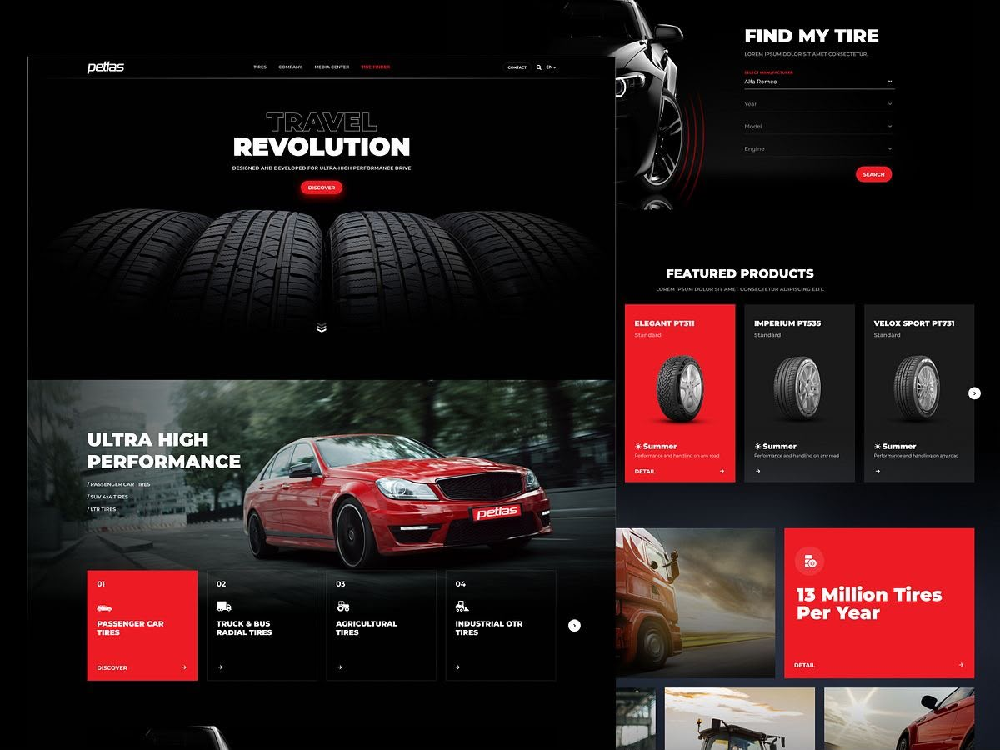 petlas
TIRES
COMPANY
MEDIA CENTER
TIRE FINDER
CONTACT
EN
TRAVEL
REVOLUTION
DESIGNED AND DEVELOPED FOR ULTRA-HIGH PERFORMANCE DRIVE
DISCOVER
ULTRA HIGH
PERFORMANCE
/ PASSENGER CAR TIRES
/ SUV 4x4 TIRES
/ LTR TIRES
petlas
01
PASSENGER CAR
TIRES
DISCOVER
02
TRUCK & BUS
RADIAL TIRES
03
AGRICULTURAL
TIRES
04
INDUSTRIAL OTR
TIRES
FIND MY TIRE
LOREM IPSUM DOLOR SIT AMET CONSECTETUR.
SELECT MANUFACTURER
Alfa Romeo
Year
Model
Engine
SEARCH
FEATURED PRODUCTS
LOREM IPSUM DOLOR SIT AMET CONSECTETUR ADIPISCING ELIT.
ELEGANT PT311
Standard
Summer
Performance and handling on any road
DETAIL
IMPERIUM PT535
Standard
Summer
Performance and handling on any road
VELOX SPORT PT731
Standard
Summer
Performance and handling on any road
13 Million Tires
Per Year
DETAIL